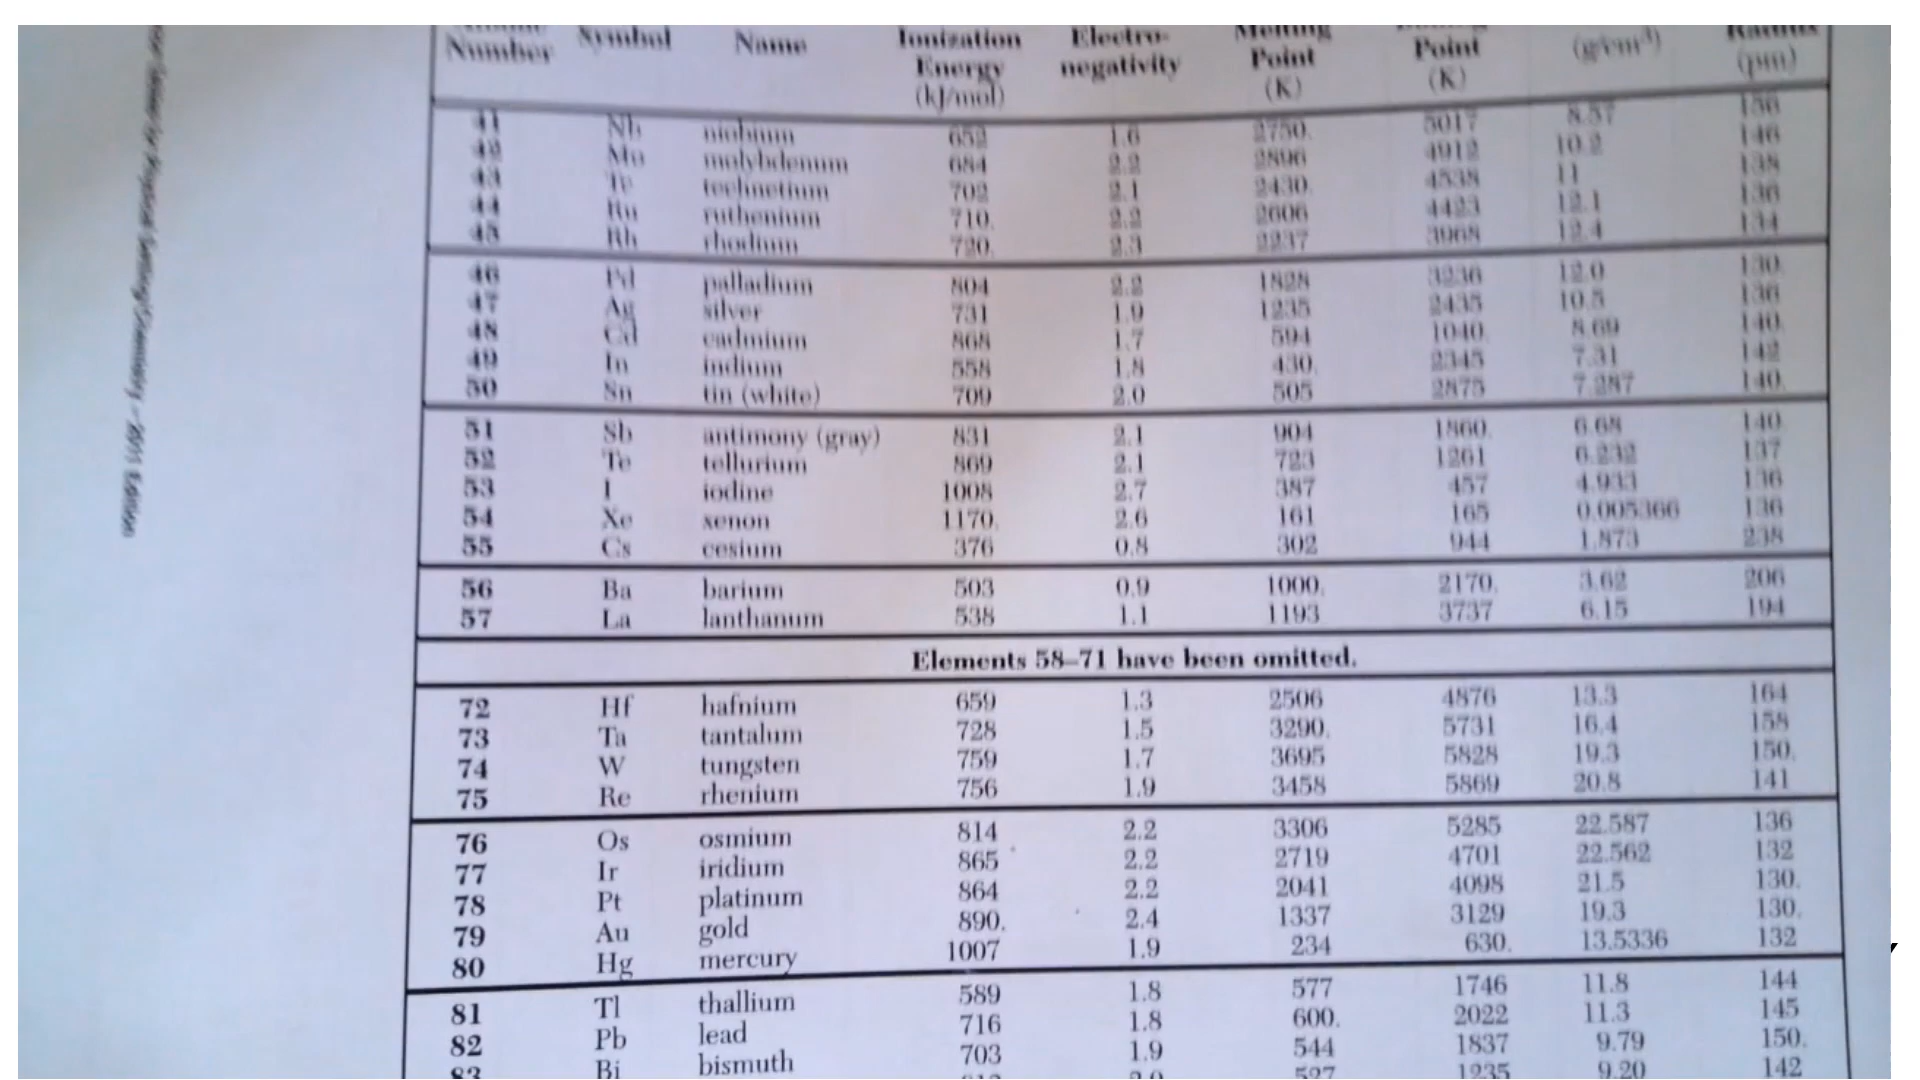 Number Symbol Name Ionization Energy (kJ/mol) Electro-negativity Melting Point (K) Point (K) (g/cm³) Radius (pm)
41 Nb niobium 652 1.6 2750. 5017 8.57 156
42 Mo molybdenum 684 2.2 2896 4912 10.2 146
43 Tc technetium 702 2.1 2430. 4538 11 138
44 Ru ruthenium 710. 2.2 2606 4423 12.1 136
45 Rh rhodium 720. 2.3 2237 3968 12.4 134
46 Pd palladium 804 2.2 1828 3236 12.0 130.
47 Ag silver 731 1.9 1235 2435 10.5 136
48 Cd cadmium 868 1.7 594 1040. 8.69 140.
49 In indium 558 1.8 430. 2345 7.31 142
50 Sn tin (white) 709 2.0 505 2875 7.287 140.
51 Sb antimony (gray) 831 2.1 904 1860. 6.68 140.
52 Te tellurium 869 2.1 723 1261 6.232 137
53 I iodine 1008 2.7 387 457 4.933 136
54 Xe xenon 1170. 2.6 161 165 0.005366 136
55 Cs cesium 376 0.8 302 944 1.873 238
56 Ba barium 503 0.9 1000. 2170. 3.62 206
57 La lanthanum 538 1.1 1193 3737 6.15 194
Elements 58–71 have been omitted.
72 Hf hafnium 659 1.3 2506 4876 13.3 164
73 Ta tantalum 728 1.5 3290. 5731 16.4 158
74 W tungsten 759 1.7 3695 5828 19.3 150.
75 Re rhenium 756 1.9 3458 5869 20.8 141
76 Os osmium 814 2.2 3306 5285 22.587 136
77 Ir iridium 865 2.2 2719 4701 22.562 132
78 Pt platinum 864 2.2 2041 4098 21.5 130.
79 Au gold 890. 2.4 1337 3129 19.3 130.
80 Hg mercury 1007 1.9 234 630. 13.5336 132
81 Tl thallium 589 1.8 577 1746 11.8 144
82 Pb lead 716 1.8 600. 2022 11.3 145
83 Bi bismuth 703 1.9 544 1837 9.79 150.
527 1235 9.20 142
for Physical Setting/Chemistry – 2011 Edition